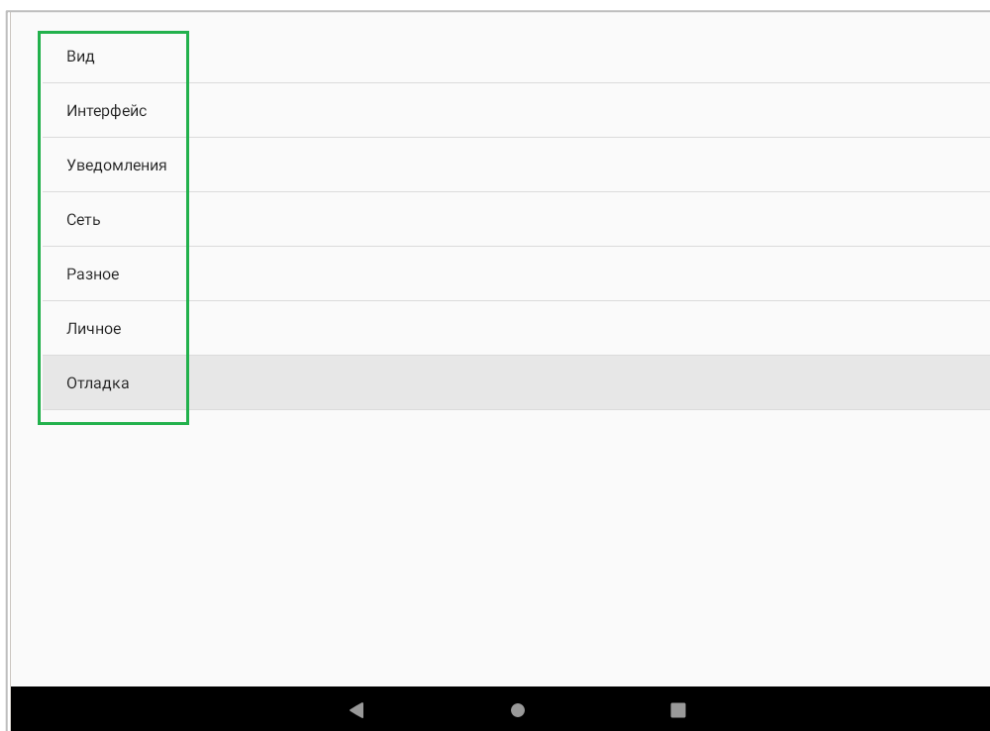 Вид
Интерфейс
Уведомления
Сеть
Разное
Личное
Отладка